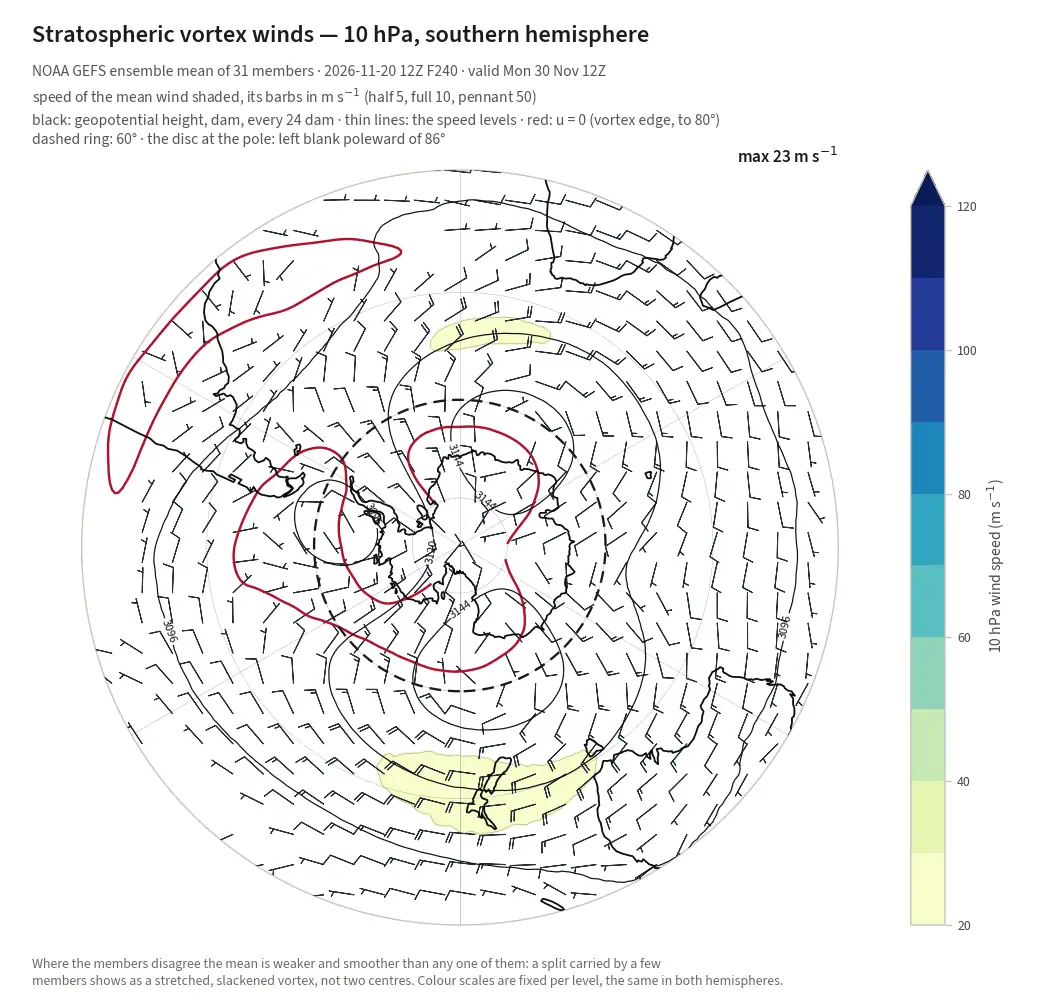 Stratospheric vortex winds — 10 hPa, southern hemisphere
NOAA GEFS ensemble mean of 31 members · 2026-11-20 12Z F240 · valid Mon 30 Nov 12Z
speed of the mean wind shaded, its barbs in m s⁻¹ (half 5, full 10, pennant 50)
black: geopotential height, dam, every 24 dam · thin lines: the speed levels · red: u = 0 (vortex edge, to 80°)
dashed ring: 60° · the disc at the pole: left blank poleward of 86°
max 23 m s⁻¹
120
100
80
60
40
20
10 hPa wind speed (m s⁻¹)
3144
3144
3120
3144
3096
3096
Where the members disagree the mean is weaker and smoother than any one of them: a split carried by a few
members shows as a stretched, slackened vortex, not two centres. Colour scales are fixed per level, the same in both hemispheres.